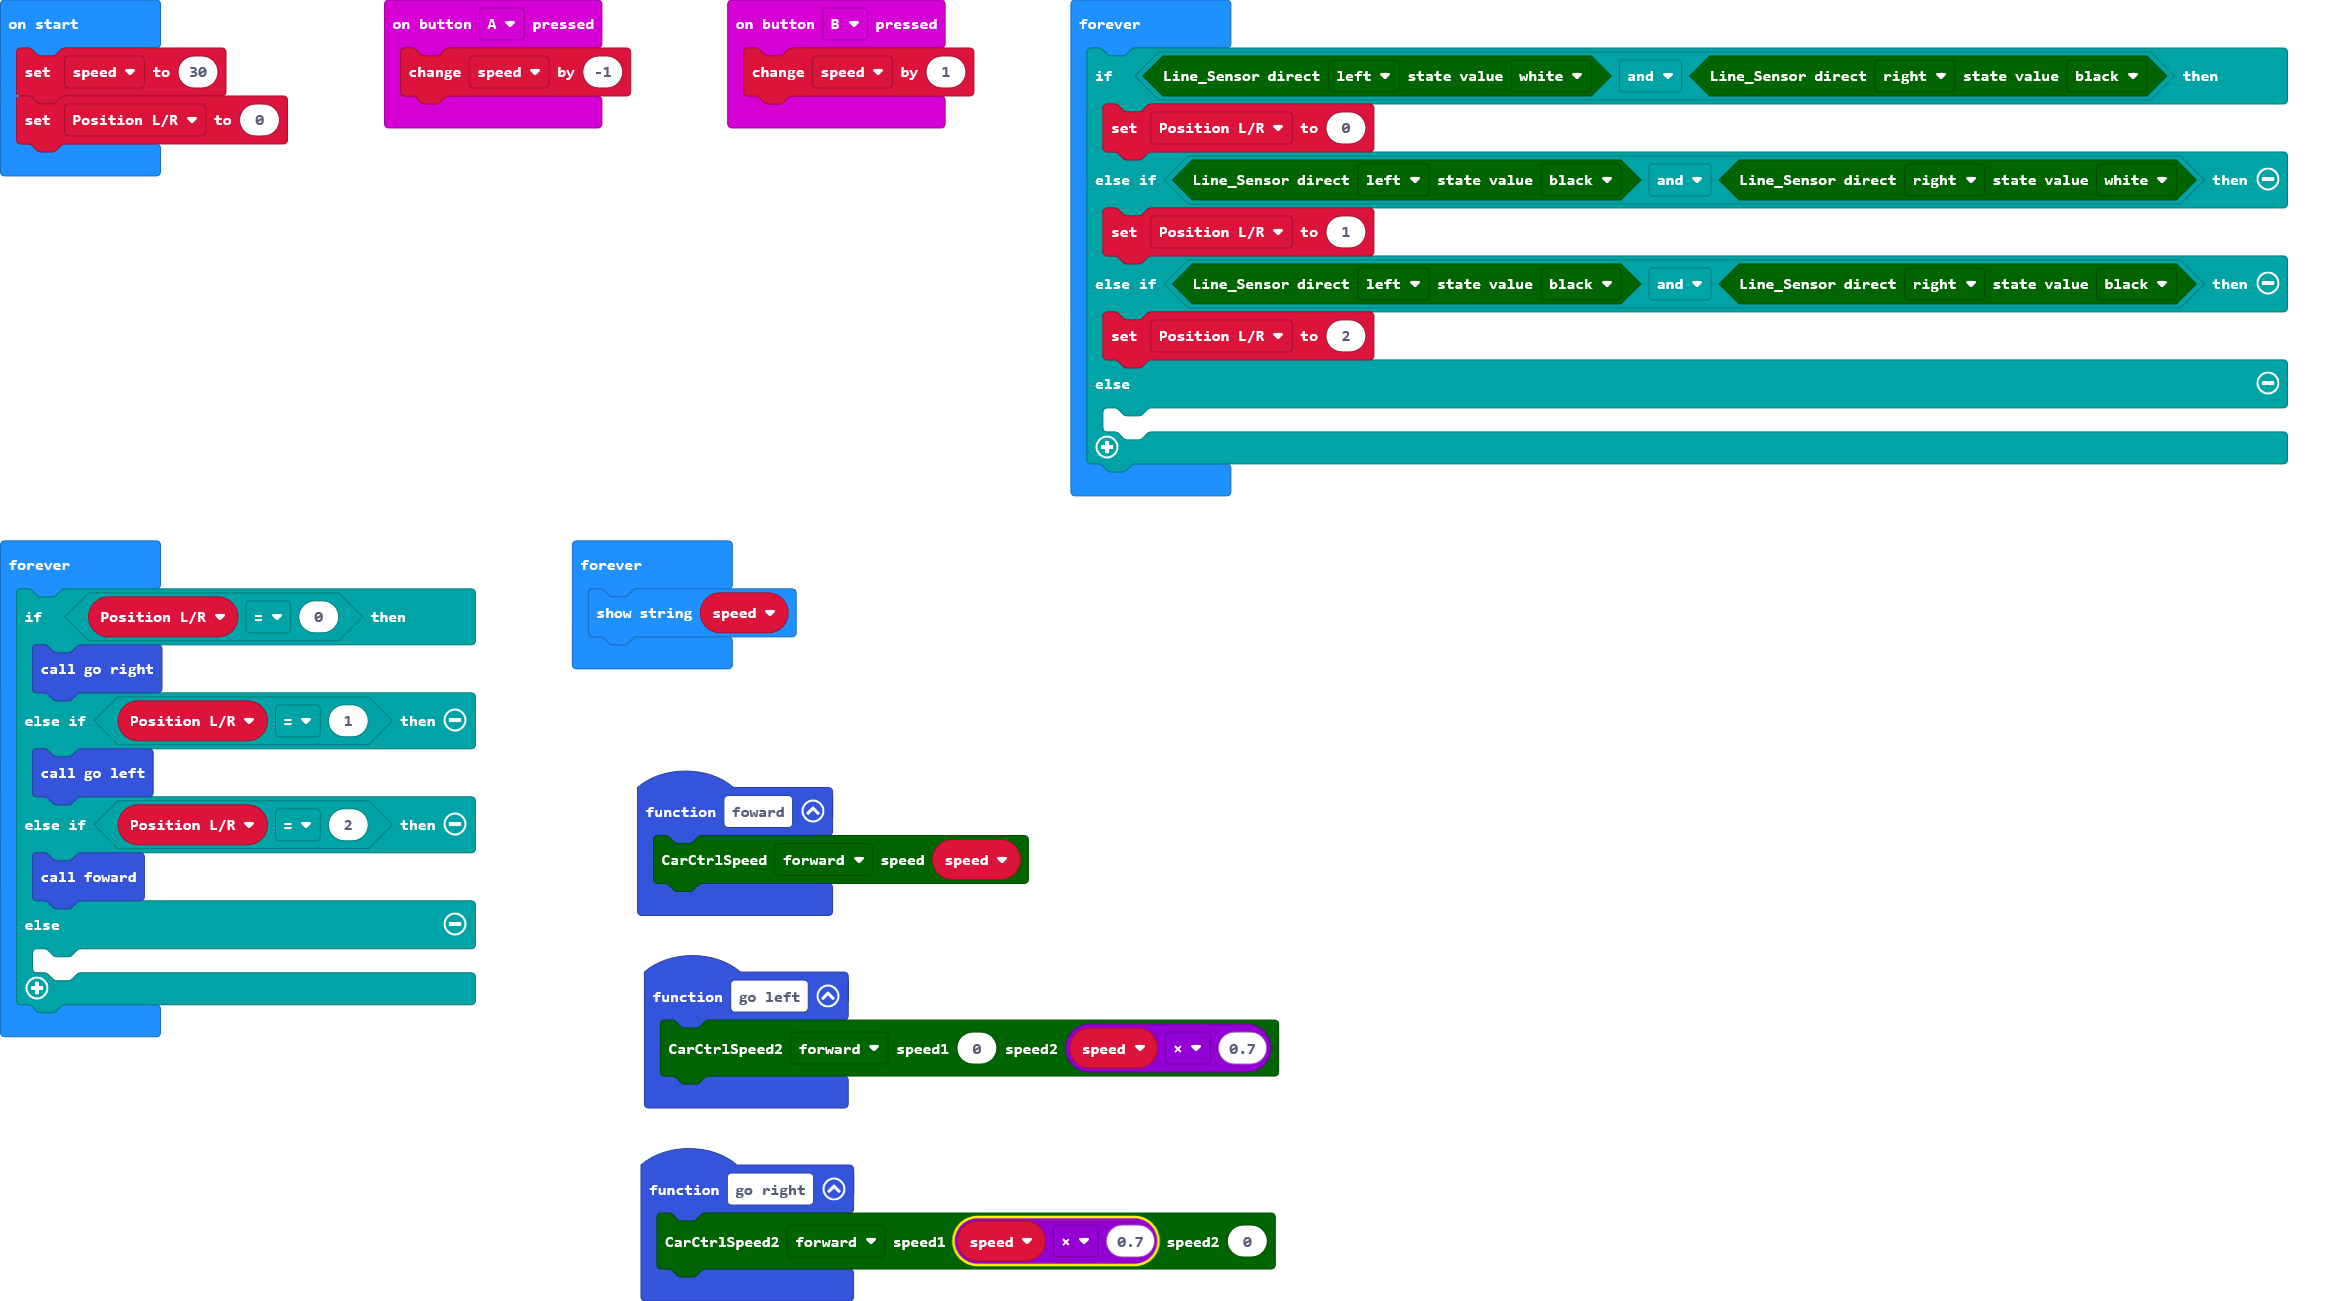 on start
set speed to 30
set Position L/R to 0
on button A pressed
change speed by -1
on button B pressed
change speed by 1
forever
if Line_Sensor direct left state value white and Line_Sensor direct right state value black then
set Position L/R to 0
else if Line_Sensor direct left state value black and Line_Sensor direct right state value white then
set Position L/R to 1
else if Line_Sensor direct left state value black and Line_Sensor direct right state value black then
set Position L/R to 2
else
forever
if Position L/R = 0 then
call go right
else if Position L/R = 1 then
call go left
else if Position L/R = 2 then
call foward
else
forever
show string speed
function foward
CarCtrlSpeed forward speed speed
function go left
CarCtrlSpeed2 forward speed1 0 speed2 speed × 0.7
function go right
CarCtrlSpeed2 forward speed1 speed × 0.7 speed2 0